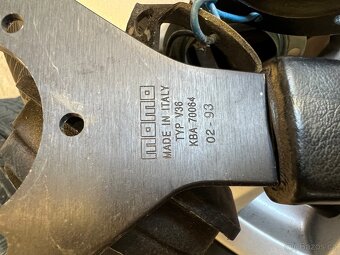 momo
MADE IN ITALY
TYP V36
KBA 70064
02 93